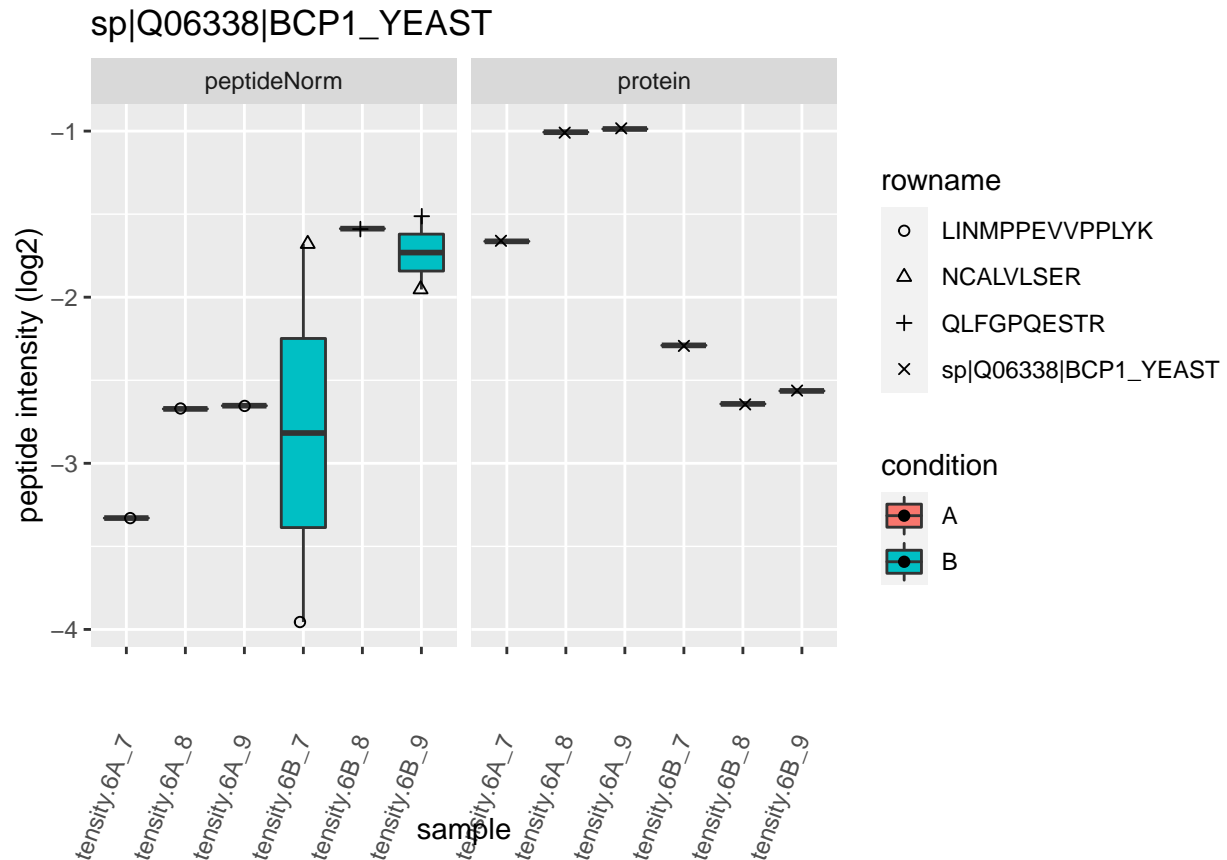 sp|Q06338|BCP1_YEAST
peptideNorm
protein
peptide intensity (log2)
−1
−2
−3
−4
tensity.6A_7
tensity.6A_8
tensity.6A_9
tensity.6B_7
tensity.6B_8
tensity.6B_9
tensity.6A_7
tensity.6A_8
tensity.6A_9
tensity.6B_7
tensity.6B_8
tensity.6B_9
sample
rowname
LINMPPEVVPPLYK
NCALVLSER
QLFGPQESTR
sp|Q06338|BCP1_YEAST
condition
A
B